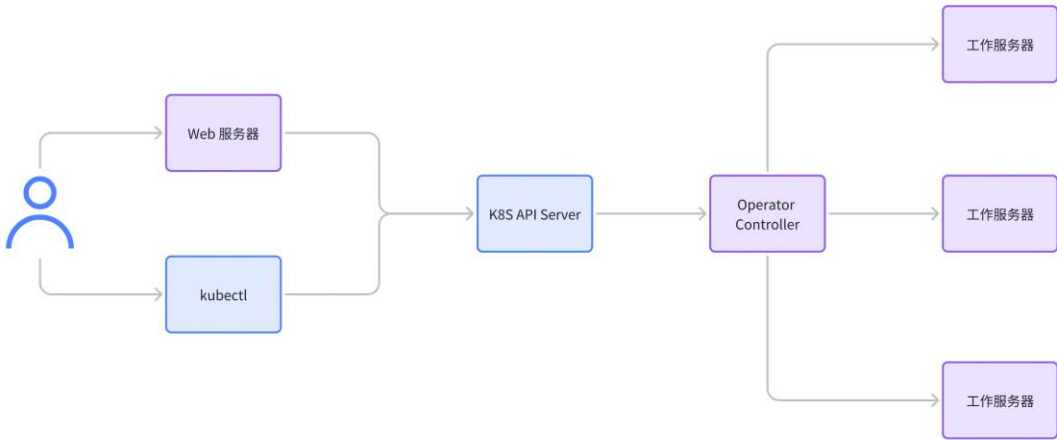 工作服务器
Web 服务器
K8S API Server
Operator
Controller
工作服务器
kubectl
工作服务器